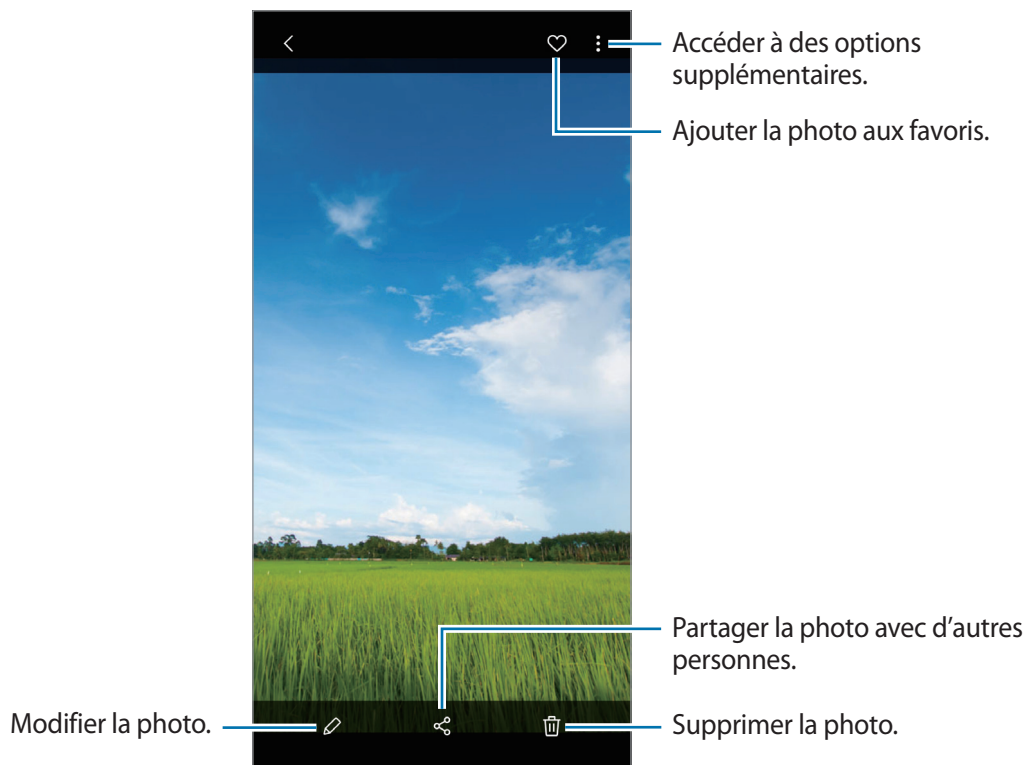 Accéder à des options
supplémentaires.
Ajouter la photo aux favoris.
Partager la photo avec d’autres
personnes.
Modifier la photo.
Supprimer la photo.